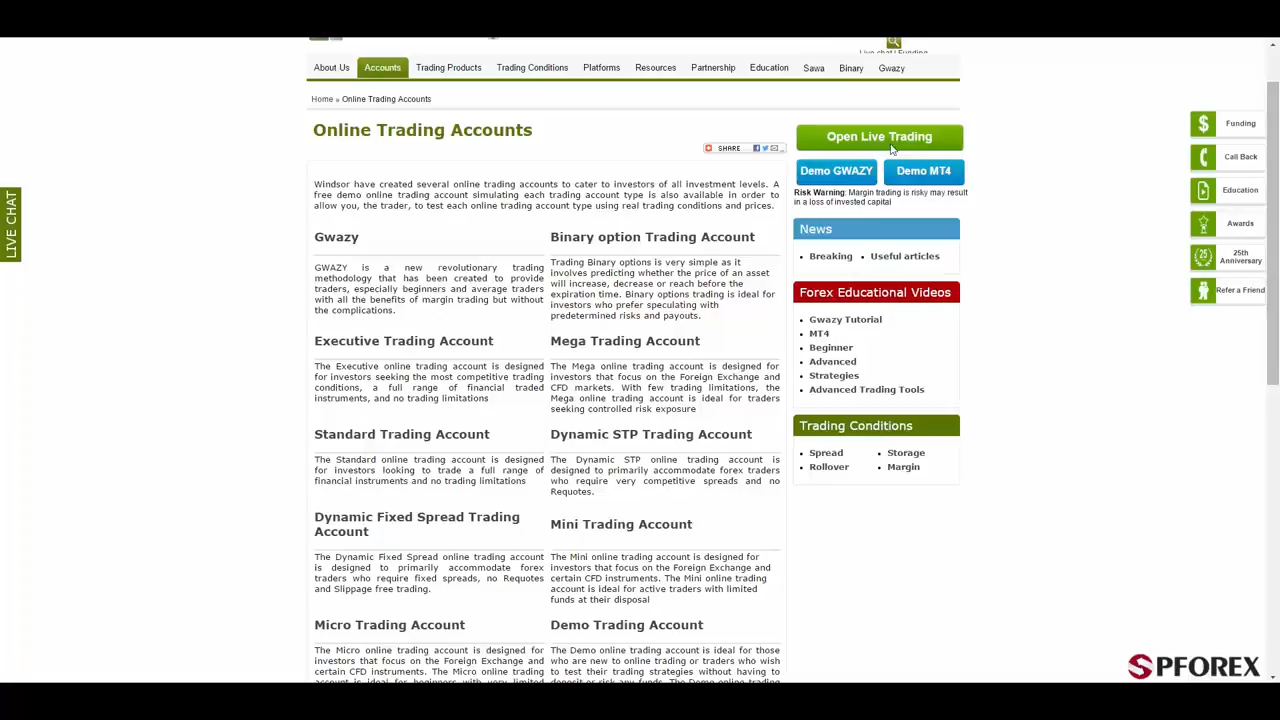 Live chat | Funding
About Us Accounts Trading Products Trading Conditions Platforms Resources Partnership Education Sawa Binary Gwazy
Home » Online Trading Accounts
Online Trading Accounts
SHARE
Windsor have created several online trading accounts to cater to investors of all investment levels. A
free demo online trading account simulating each trading account type is also available in order to
allow you, the trader, to test each online trading account type using real trading conditions and prices.
Gwazy
GWAZY is a new revolutionary trading
methodology that has been created to provide
traders, especially beginners and average traders
with all the benefits of margin trading but without
the complications.
Binary option Trading Account
Trading Binary options is very simple as it
involves predicting whether the price of an asset
will increase, decrease or reach before the
expiration time. Binary options trading is ideal for
investors who prefer speculating with
predetermined risks and payouts.
Executive Trading Account
The Executive online trading account is designed
for investors seeking the most competitive trading
conditions, a full range of financial traded
instruments, and no trading limitations
Mega Trading Account
The Mega online trading account is designed for
investors that focus on the Foreign Exchange and
CFD markets. With few trading limitations, the
Mega online trading account is ideal for traders
seeking controlled risk exposure
Standard Trading Account
The Standard online trading account is designed
for investors looking to trade a full range of
financial instruments and no trading limitations
Dynamic STP Trading Account
The Dynamic STP online trading account is
designed to primarily accommodate forex traders
who require very competitive spreads and no
Requotes.
Dynamic Fixed Spread Trading
Account
The Dynamic Fixed Spread online trading account
is designed to primarily accommodate forex
traders who require fixed spreads, no Requotes
and Slippage free trading.
Mini Trading Account
The Mini online trading account is designed for
investors that focus on the Foreign Exchange and
certain CFD instruments. The Mini online trading
account is ideal for active traders with limited
funds at their disposal
Micro Trading Account
The Micro online trading account is designed for
investors that focus on the Foreign Exchange and
certain CFD instruments. The Micro online trading
account is ideal for beginners with very limited
Demo Trading Account
The Demo online trading account is ideal for those
who are new to online trading or traders who wish
to test their trading strategies without having to
deposit or risk any funds. The Demo online trading
Open Live Trading
Demo GWAZY Demo MT4
Risk Warning: Margin trading is risky may result
in a loss of invested capital
News
Breaking Useful articles
Forex Educational Videos
Gwazy Tutorial
MT4
Beginner
Advanced
Strategies
Advanced Trading Tools
Trading Conditions
Spread Storage
Rollover Margin
LIVE CHAT
Funding
Call Back
Education
Awards
25
25th
Anniversary
Refer a Friend
SPFOREX